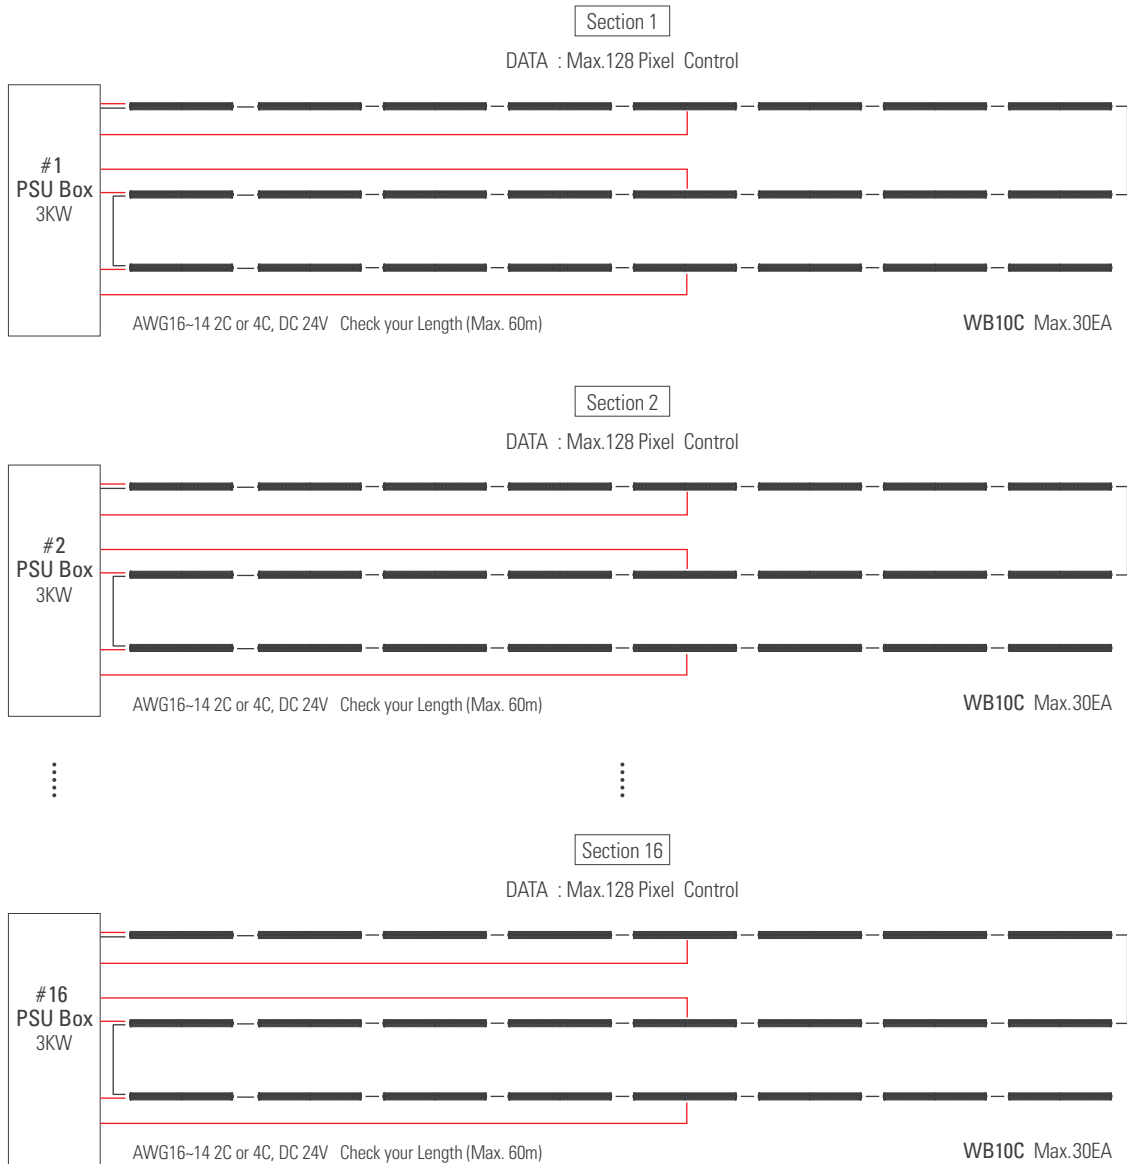 Section 1
DATA : Max.128 Pixel Control
#1
PSU Box
3KW
AWG16~14 2C or 4C, DC 24V Check your Length (Max. 60m)
WB10C Max.30EA
Section 2
DATA : Max.128 Pixel Control
#2
PSU Box
3KW
AWG16~14 2C or 4C, DC 24V Check your Length (Max. 60m)
WB10C Max.30EA
Section 16
DATA : Max.128 Pixel Control
#16
PSU Box
3KW
AWG16~14 2C or 4C, DC 24V Check your Length (Max. 60m)
WB10C Max.30EA